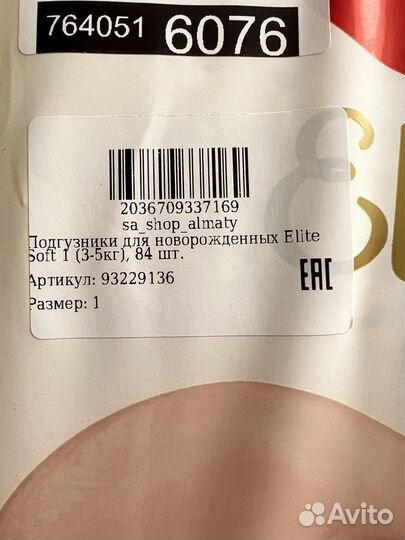 764051 6076
2036709337169
sa_shop_almaty
Подгузники для новорожденных Elite
Soft 1 (3-5кг), 84 шт.
Артикул: 93229136
Размер: 1
EAC
Avito